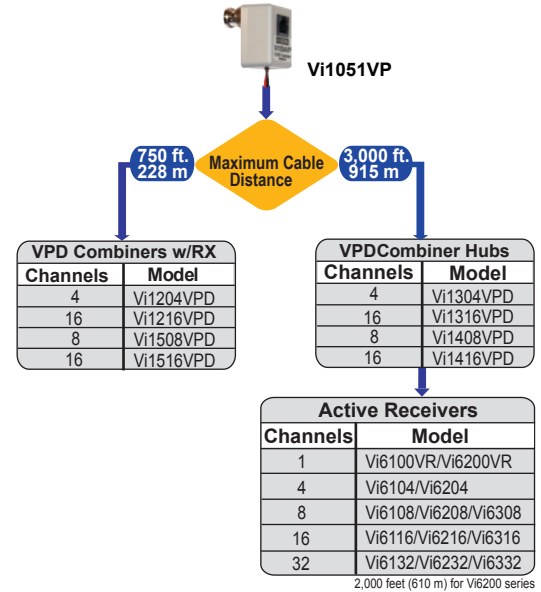 Vi1051VP
750 ft.
228 m
Maximum Cable
Distance
3,000 ft.
915 m
VPD Combiners w/RX
Channels Model
4 Vi1204VPD
16 Vi1216VPD
8 Vi1508VPD
16 Vi1516VPD
VPDCombiner Hubs
Channels Model
4 Vi1304VPD
16 Vi1316VPD
8 Vi1408VPD
16 Vi1416VPD
Active Receivers
Channels Model
1 Vi6100VR/Vi6200VR
4 Vi6104/Vi6204
8 Vi6108/Vi6208/Vi6308
16 Vi6116/Vi6216/Vi6316
32 Vi6132/Vi6232/Vi6332
2,000 feet (610 m) for Vi6200 series